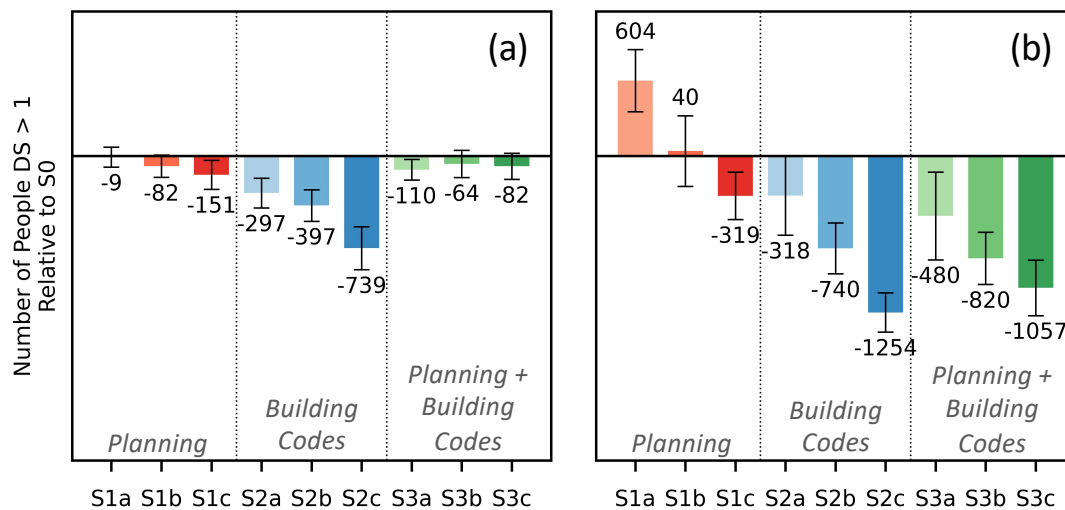 Number of People DS > 1
Relative to S0
(a)
-9
-82
-151
-297
-397
-739
-110
-64
-82
Planning
Building
Codes
Planning +
Building
Codes
S1a S1b S1c S2a S2b S2c S3a S3b S3c
(b)
604
40
-319
-318
-740
-1254
-480
-820
-1057
Planning
Building
Codes
Planning +
Building
Codes
S1a S1b S1c S2a S2b S2c S3a S3b S3c